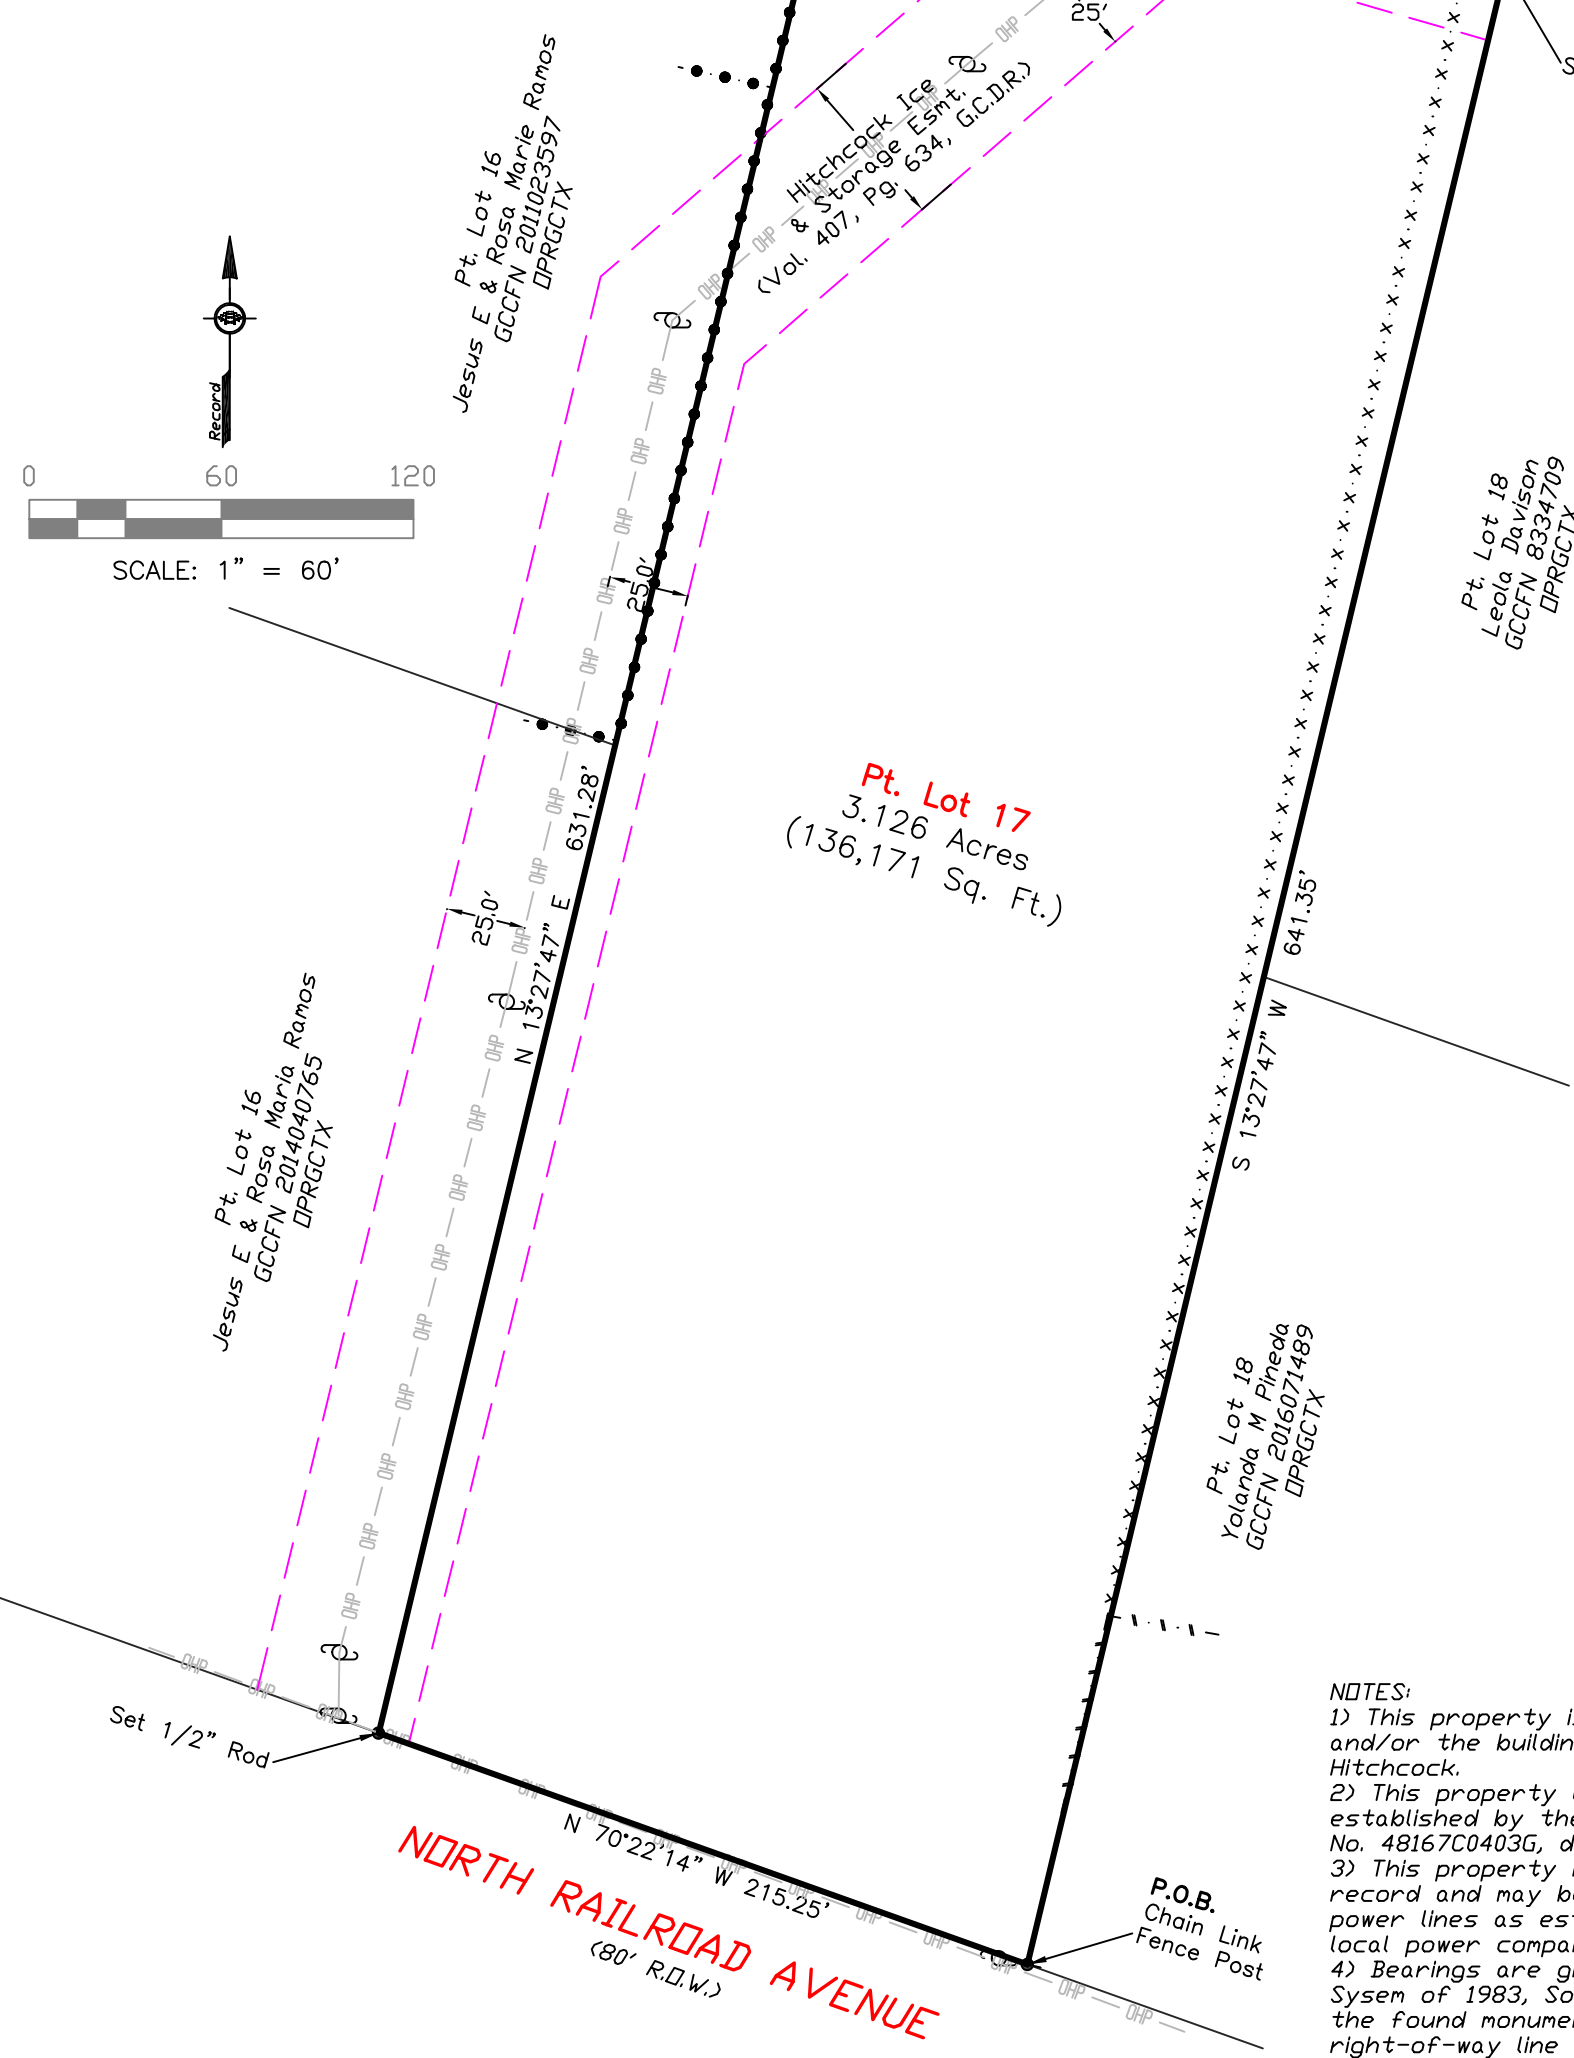 25'
S
OHP
Hitchcock Ice
& Storage Esmt.
(Vol. 407, Pg. 634, G.C.D.R.)
Pt. Lot 16
Jesus E & Rosa Marie Ramos
GCCFN 2011023597
OPRGCTX
Record
0 60 120
SCALE: 1" = 60'
Pt. Lot 18
Leola Davison
GCCFN 8334709
OPRGCTX
25.0'
Pt. Lot 17
3.126 Acres
(136,171 Sq. Ft.)
N 13°27'47" E 631.28'
25.0'
S 13°27'47" W 641.35'
Pt. Lot 16
Jesus E & Rosa Maria Ramos
GCCFN 2014040765
OPRGCTX
Pt. Lot 18
Yolanda M Pineda
GCCFN 2016071489
OPRGCTX
Set 1/2" Rod
N 70°22'14" W 215.25'
NORTH RAILROAD AVENUE
(80' R.O.W.)
P.O.B.
Chain Link
Fence Post
NOTES:
1) This property i
and/or the buildin
Hitchcock.
2) This property
established by the
No. 48167C0403G, d
3) This property
record and may b
power lines as est
local power compa
4) Bearings are g
Sysem of 1983, So
the found monume
right-of-way line